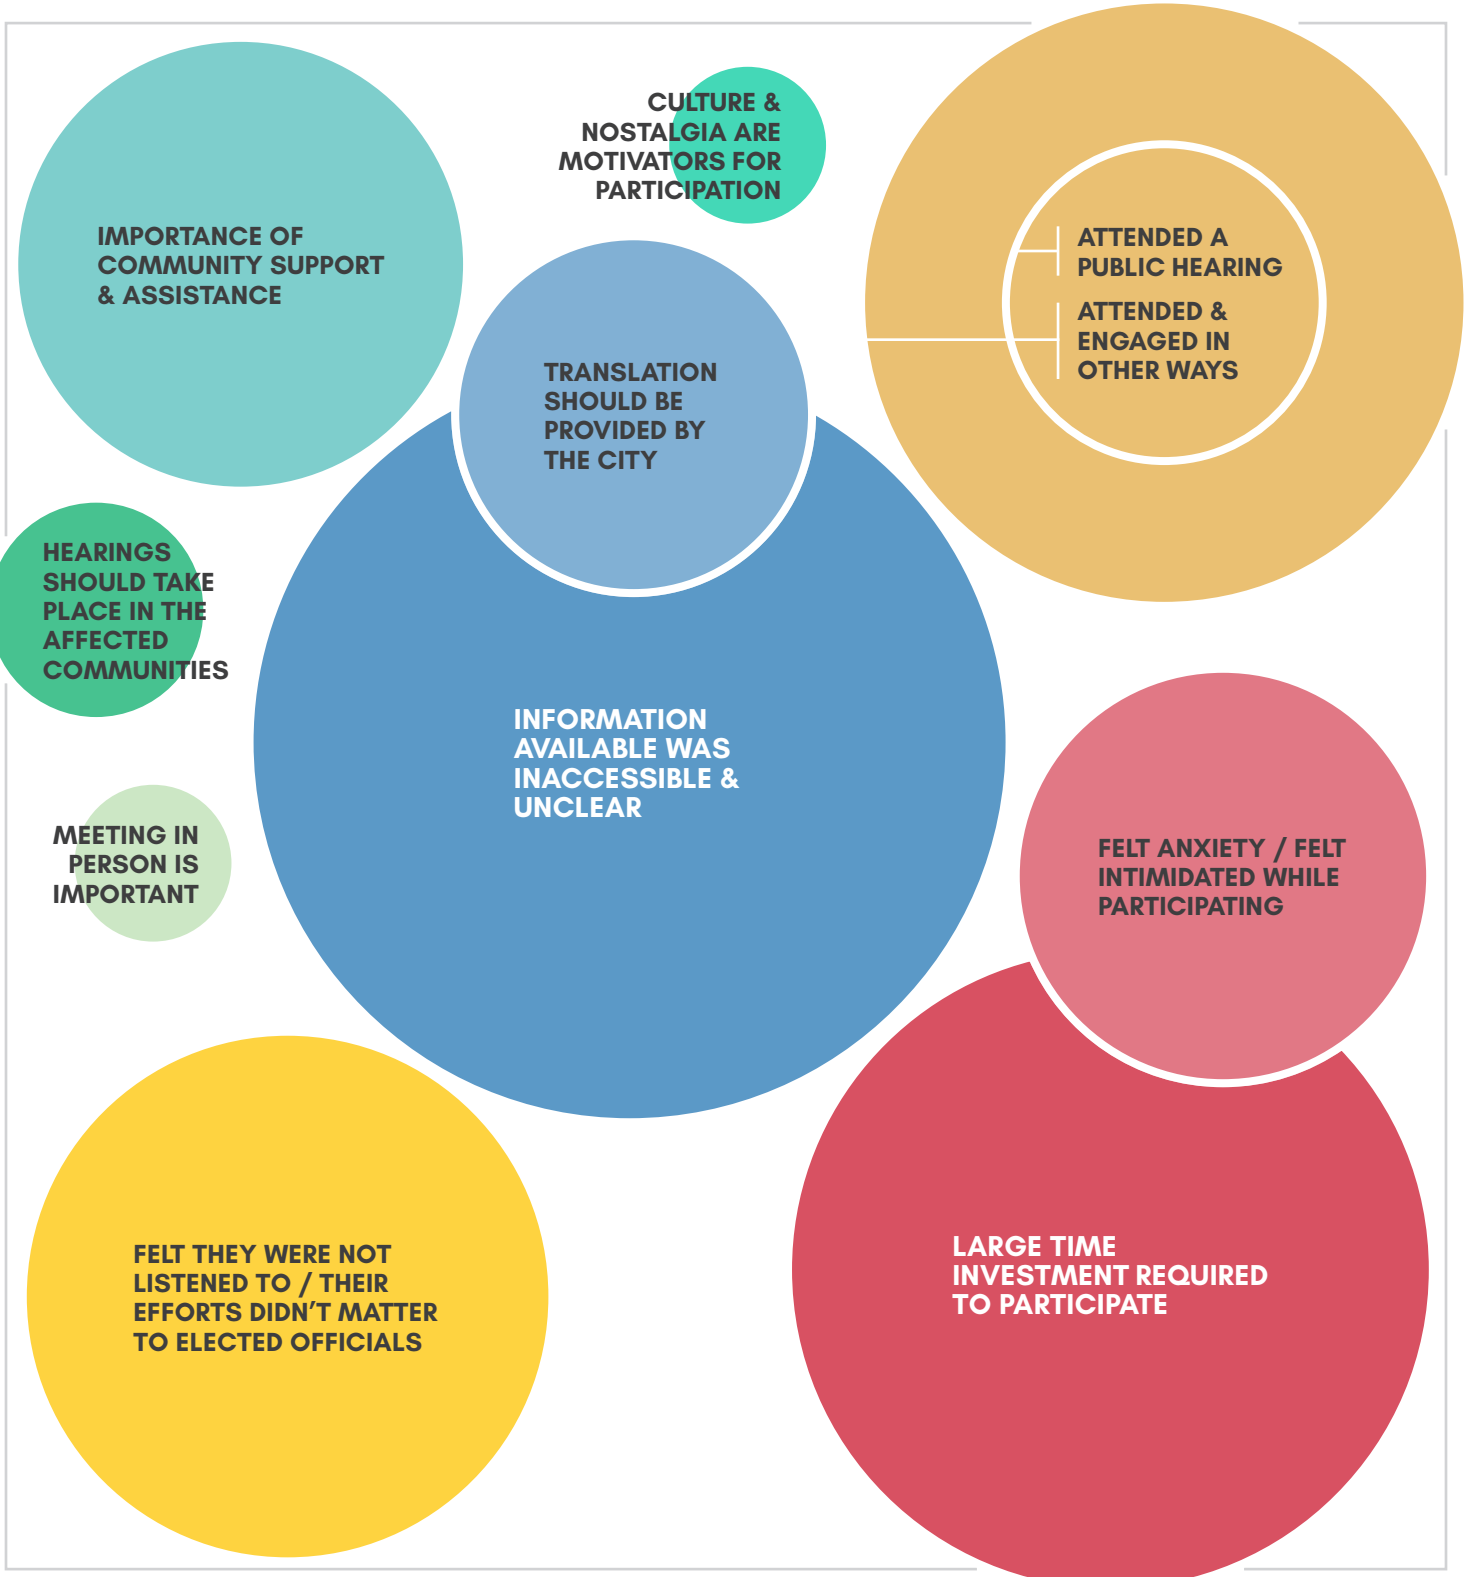 IMPORTANCE OF
COMMUNITY SUPPORT
& ASSISTANCE
CULTURE &
NOSTALGIA ARE
MOTIVATORS FOR
PARTICIPATION
ATTENDED A
PUBLIC HEARING
ATTENDED &
ENGAGED IN
OTHER WAYS
TRANSLATION
SHOULD BE
PROVIDED BY
THE CITY
HEARINGS
SHOULD TAKE
PLACE IN THE
AFFECTED
COMMUNITIES
INFORMATION
AVAILABLE WAS
INACCESSIBLE &
UNCLEAR
MEETING IN
PERSON IS
IMPORTANT
FELT ANXIETY / FELT
INTIMIDATED WHILE
PARTICIPATING
FELT THEY WERE NOT
LISTENED TO / THEIR
EFFORTS DIDN’T MATTER
TO ELECTED OFFICIALS
LARGE TIME
INVESTMENT REQUIRED
TO PARTICIPATE